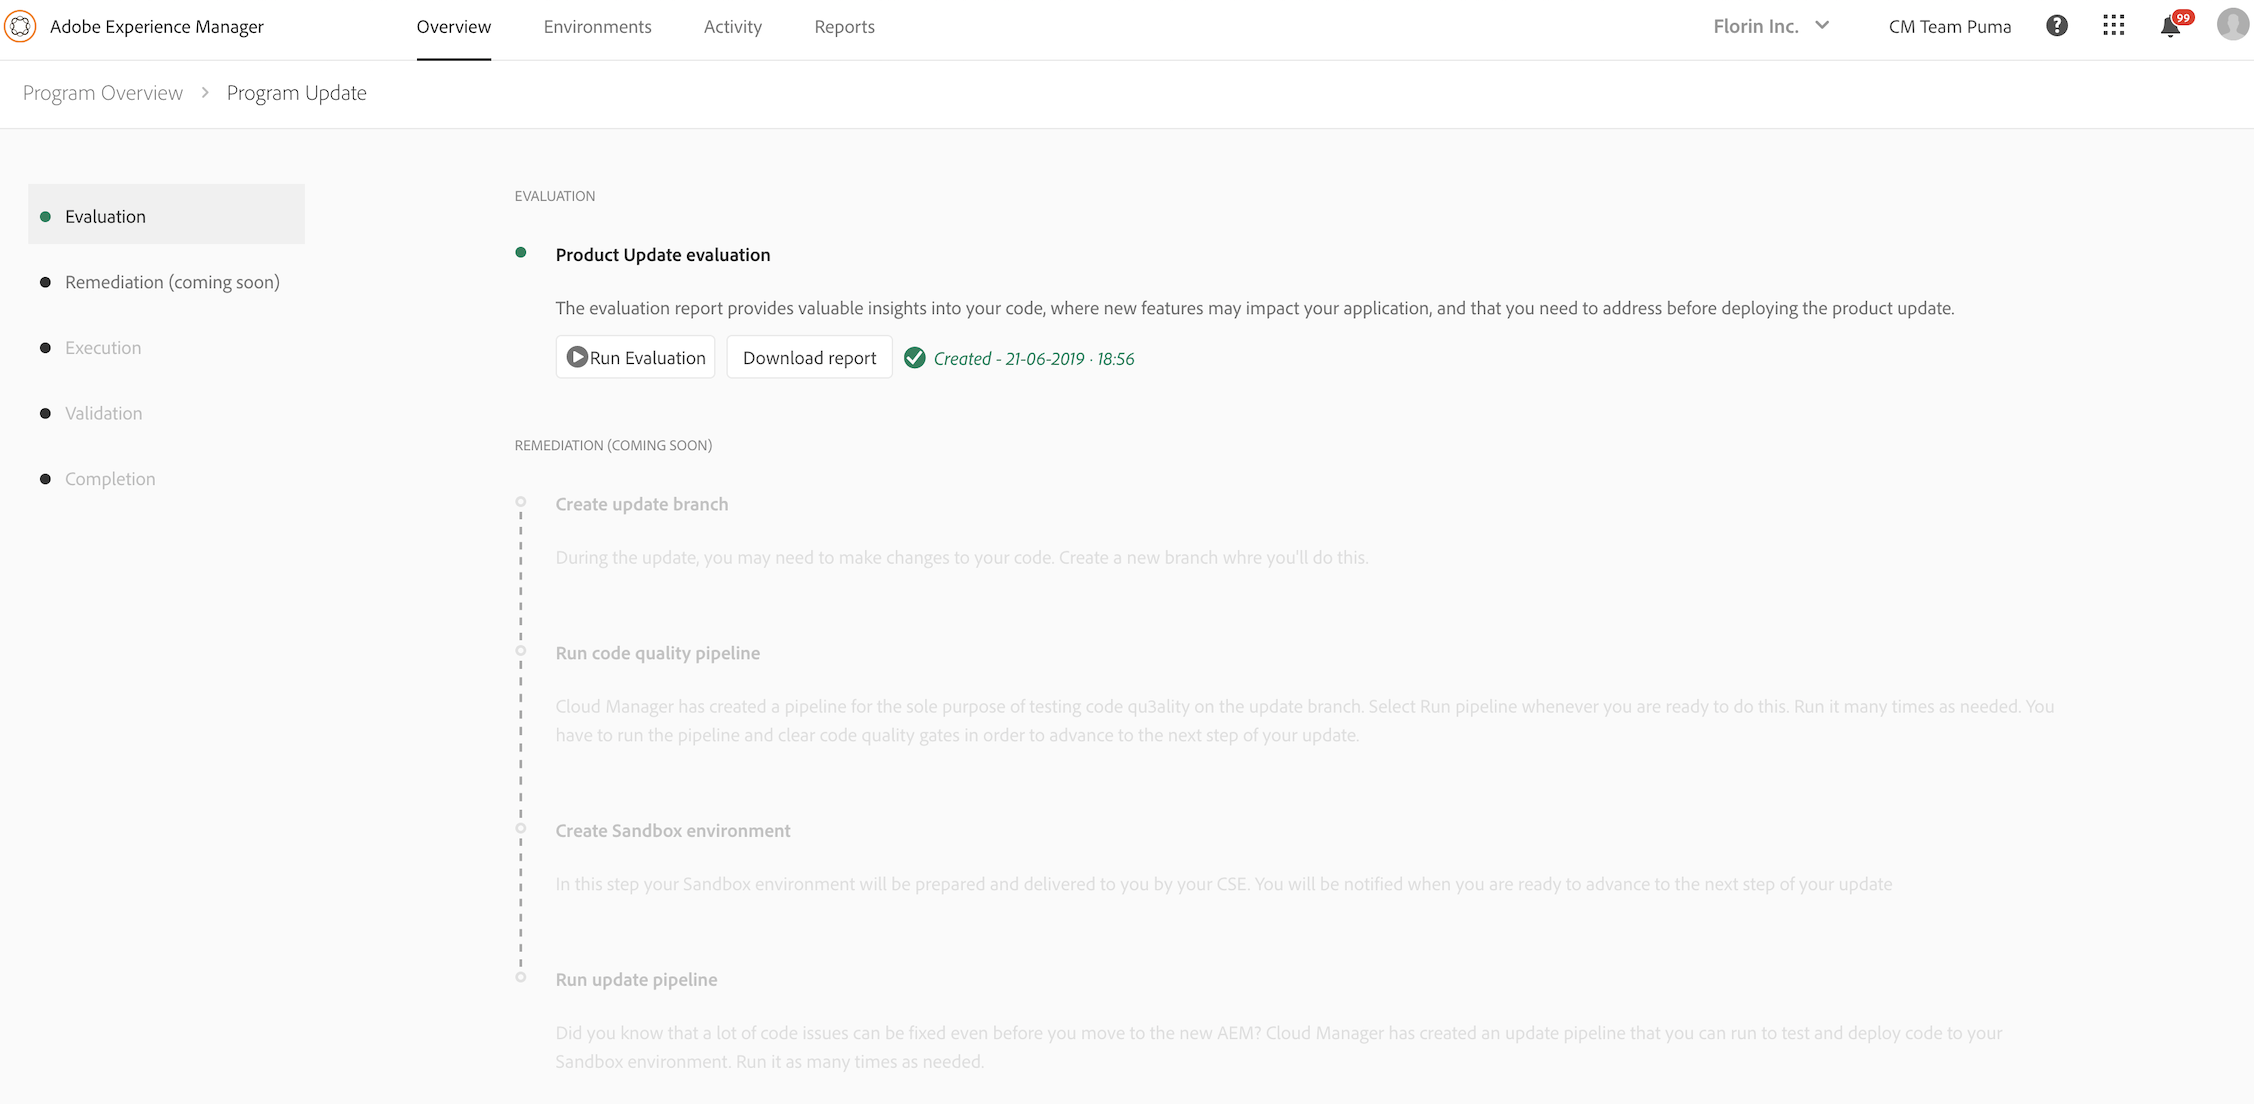 Adobe Experience Manager
Overview
Environments
Activity
Reports
Florin Inc.
CM Team Puma
?
99
Program Overview > Program Update
Evaluation
Remediation (coming soon)
Execution
Validation
Completion
EVALUATION
Product Update evaluation
The evaluation report provides valuable insights into your code, where new features may impact your application, and that you need to address before deploying the product update.
Run Evaluation
Download report
Created - 21-06-2019 · 18:56
REMEDIATION (COMING SOON)
Create update branch
During the update, you may need to make changes to your code. Create a new branch whre you'll do this.
Run code quality pipeline
Cloud Manager has created a pipeline for the sole purpose of testing code qu3ality on the update branch. Select Run pipeline whenever you are ready to do this. Run it many times as needed. You
have to run the pipeline and clear code quality gates in order to advance to the next step of your update.
Create Sandbox environment
In this step your Sandbox environment will be prepared and delivered to you by your CSE. You will be notified when you are ready to advance to the next step of your update
Run update pipeline
Did you know that a lot of code issues can be fixed even before you move to the new AEM? Cloud Manager has created an update pipeline that you can run to test and deploy code to your
Sandbox environment. Run it as many times as needed.